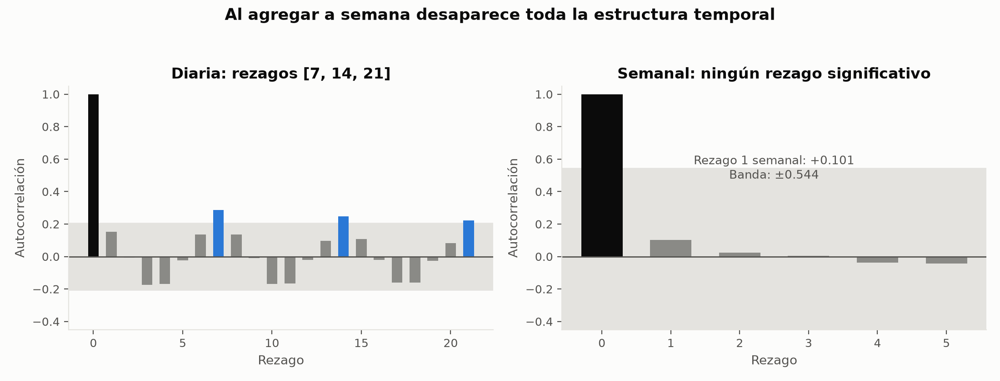 Al agregar a semana desaparece toda la estructura temporal
Diaria: rezagos [7, 14, 21]
1.0
0.8
0.6
0.4
0.2
0.0
−0.2
−0.4
Autocorrelación
0 5 10 15 20
Rezago
Semanal: ningún rezago significativo
1.0
0.8
0.6
0.4
0.2
0.0
−0.2
−0.4
Autocorrelación
Rezago 1 semanal: +0.101
Banda: ±0.544
0 1 2 3 4 5
Rezago